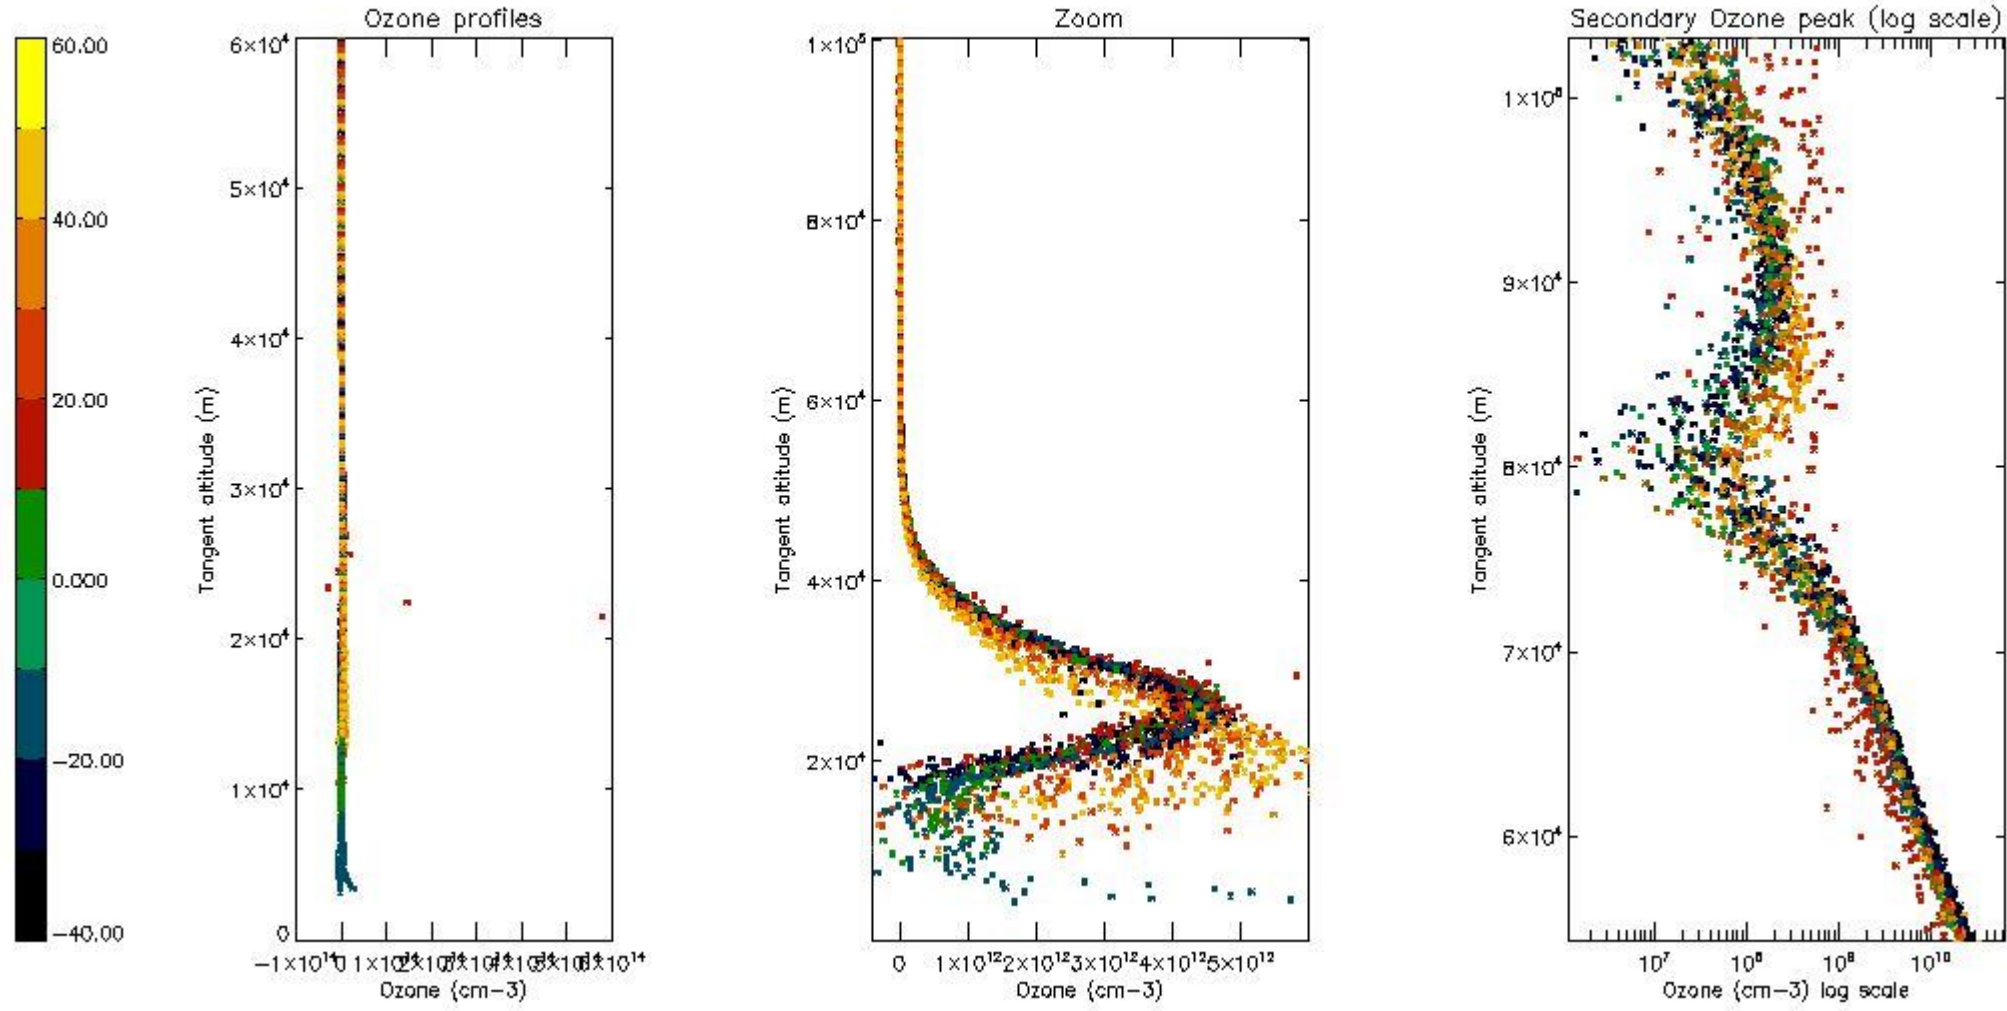 Ozone profiles
Zoom
Secondary Ozone peak (log scale)
60.00
40.00
20.00
0.000
-20.00
-40.00
6×10⁴
5×10⁴
4×10⁴
3×10⁴
2×10⁴
1×10⁴
0
Tangent altitude (m)
-1×10¹⁴ 0
6×10¹⁴
Ozone (cm-3)
1×10⁵
8×10⁴
6×10⁴
4×10⁴
2×10⁴
Tangent altitude (m)
0 1×10¹² 2×10¹² 3×10¹² 4×10¹² 5×10¹²
Ozone (cm-3)
9×10⁴
8×10⁴
7×10⁴
6×10⁴
Tangent altitude (m)
10⁷ 10¹⁰
Ozone (cm-3) log scale